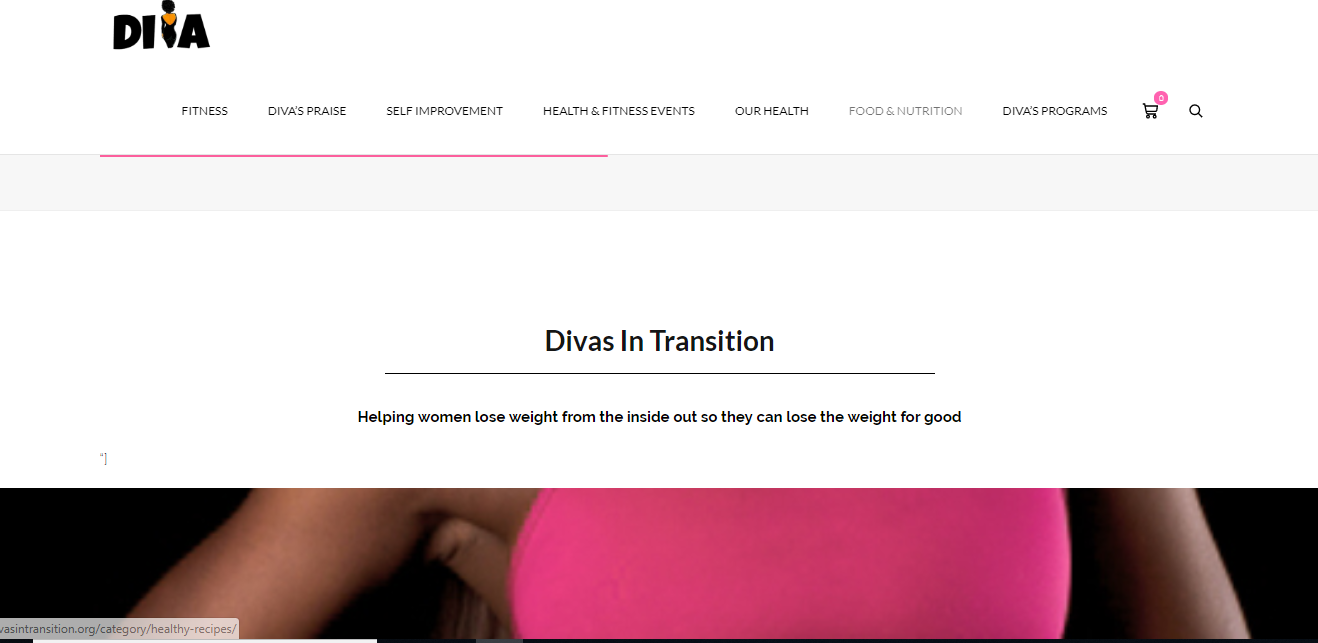 DIVA
FITNESS DIVA’S PRAISE SELF IMPROVEMENT HEALTH & FITNESS EVENTS OUR HEALTH FOOD & NUTRITION DIVA’S PROGRAMS 0
Divas In Transition
Helping women lose weight from the inside out so they can lose the weight for good
“]
vasintransition.org/category/healthy-recipes/